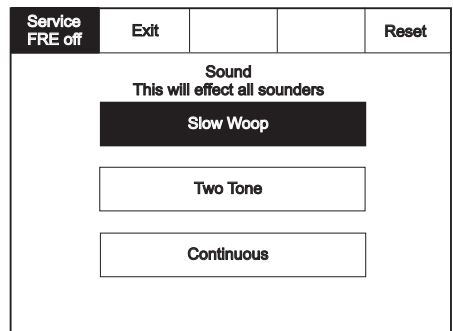 Service
FRE off
Exit
Reset
Sound
This will effect all sounders
Slow Woop
Two Tone
Continuous